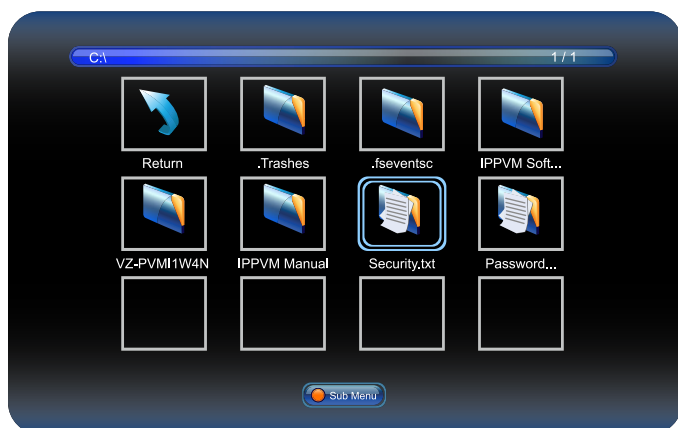 C:\ 1 / 1
Return .Trashes .fseventsc IPPVM Soft...
VZ-PVMI1W4N IPPVM Manual Security.txt Password...
Sub Menu